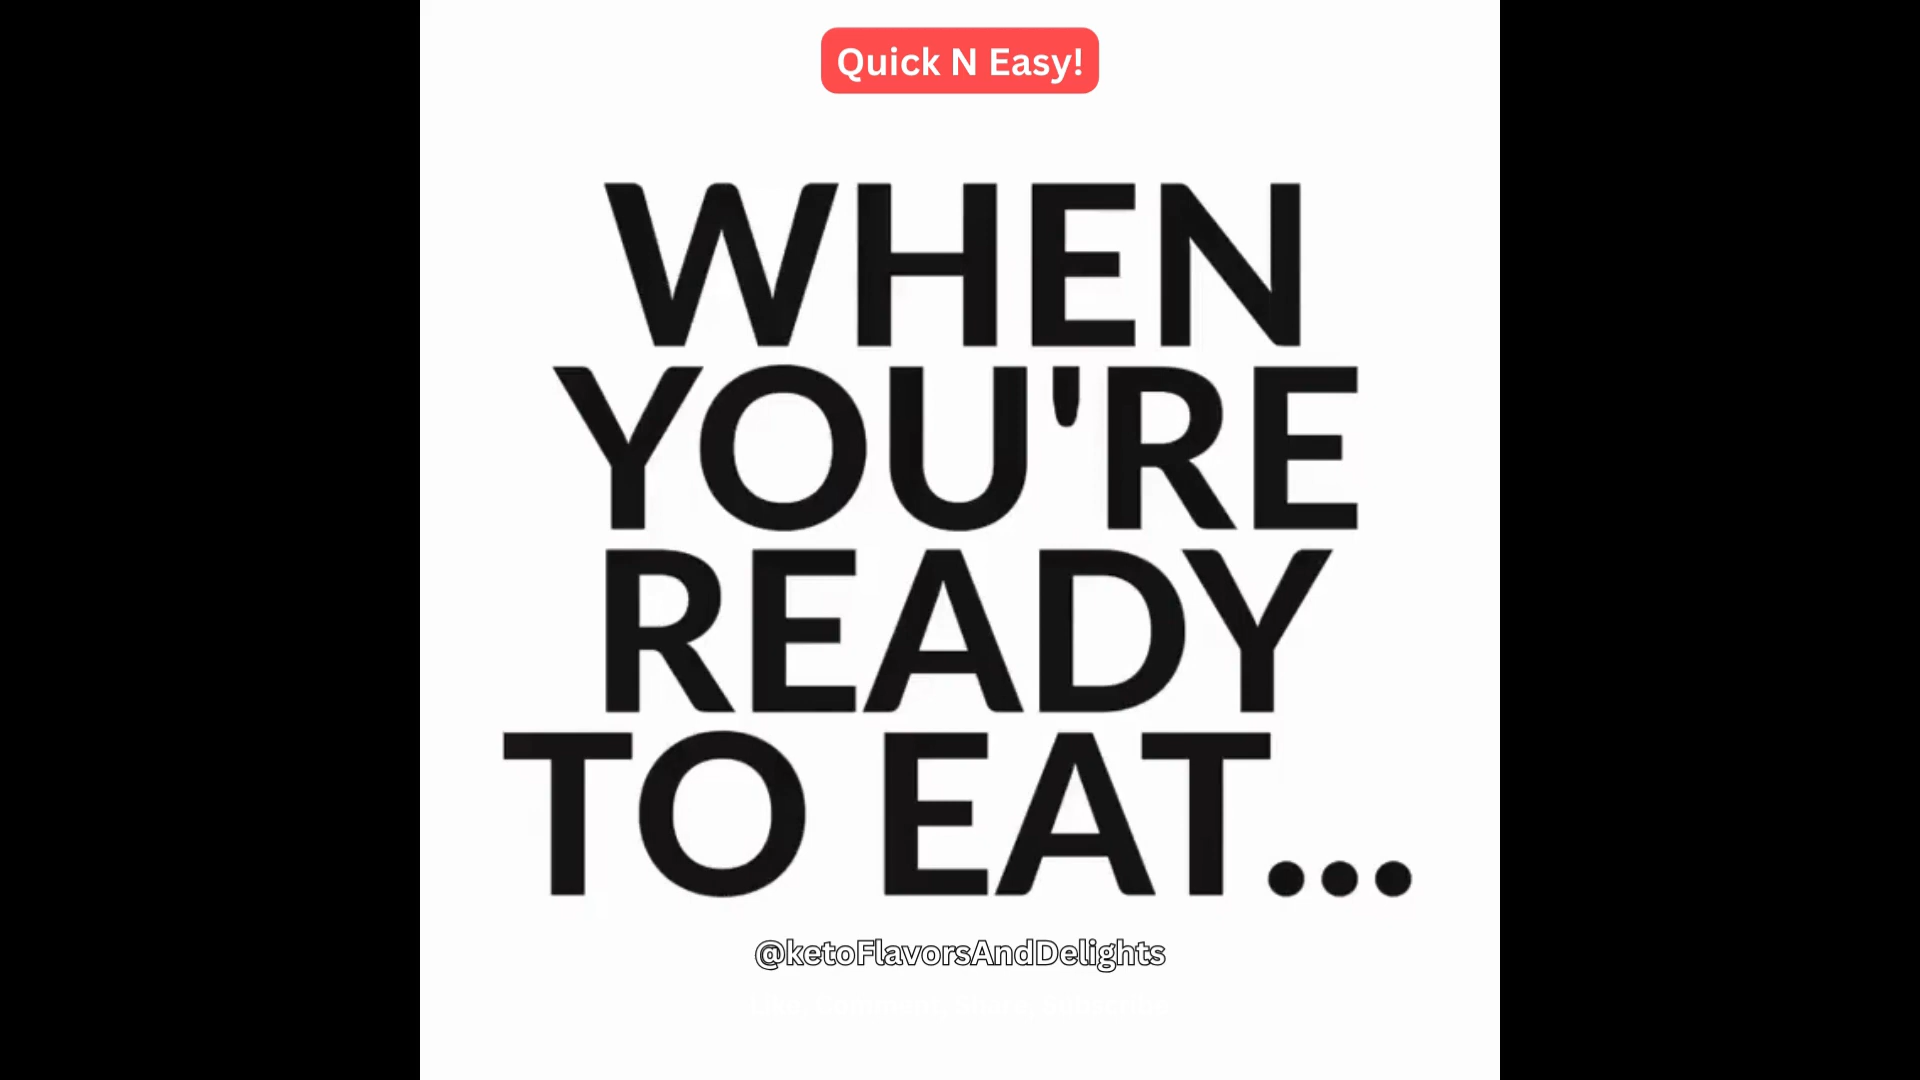 Quick N Easy!
WHEN
YOU'RE
READY
TO EAT...
@ketoFlavorsAndDelights